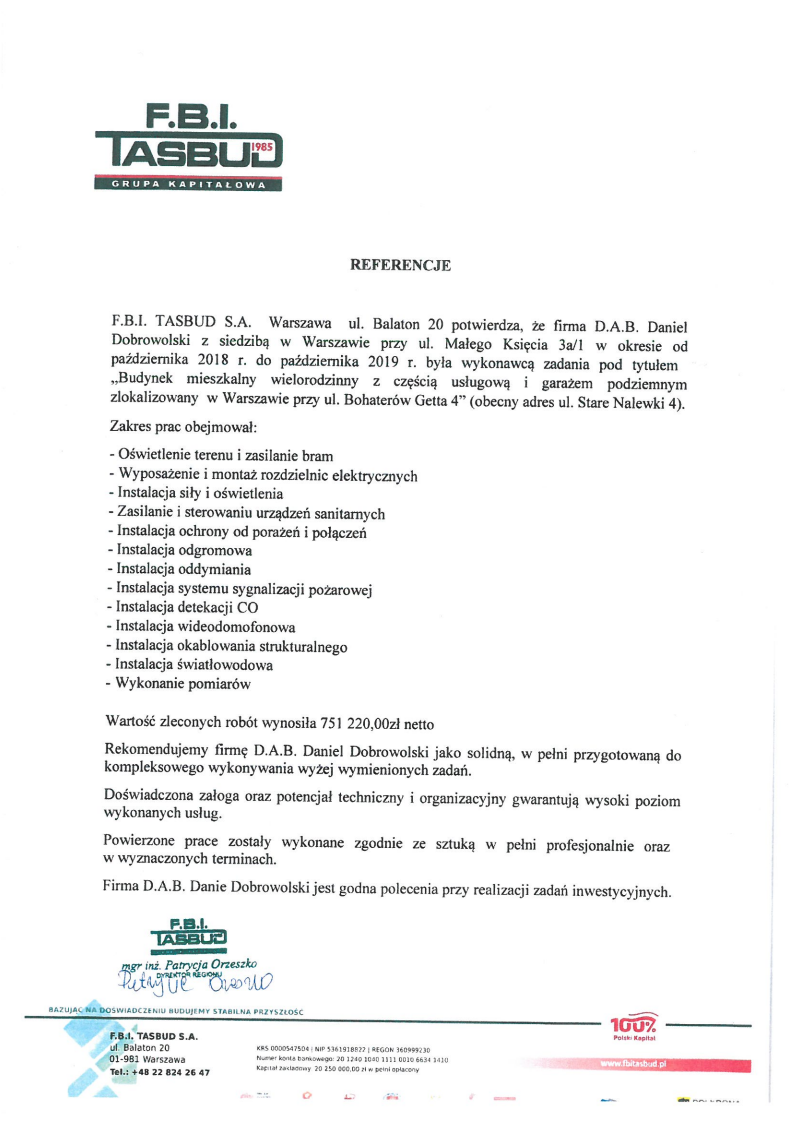 F.B.I.
TASBUD 1985
GRUPA KAPITAŁOWA
REFERENCJE
F.B.I. TASBUD S.A. Warszawa ul. Balaton 20 potwierdza, że firma D.A.B. Daniel
Dobrowolski z siedzibą w Warszawie przy ul. Małego Księcia 3a/1 w okresie od
października 2018 r. do października 2019 r. była wykonawcą zadania pod tytułem
„Budynek mieszkalny wielorodzinny z częścią usługową i garażem podziemnym
zlokalizowany w Warszawie przy ul. Bohaterów Getta 4” (obecny adres ul. Stare Nalewki 4).
Zakres prac obejmował:
- Oświetlenie terenu i zasilanie bram
- Wyposażenie i montaż rozdzielnic elektrycznych
- Instalacja siły i oświetlenia
- Zasilanie i sterowaniu urządzeń sanitarnych
- Instalacja ochrony od porażeń i połączeń
- Instalacja odgromowa
- Instalacja oddymiania
- Instalacja systemu sygnalizacji pożarowej
- Instalacja detekacji CO
- Instalacja wideodomofonowa
- Instalacja okablowania strukturalnego
- Instalacja światłowodowa
- Wykonanie pomiarów
Wartość zleconych robót wynosiła 751 220,00zł netto
Rekomendujemy firmę D.A.B. Daniel Dobrowolski jako solidną, w pełni przygotowaną do
kompleksowego wykonywania wyżej wymienionych zadań.
Doświadczona załoga oraz potencjał techniczny i organizacyjny gwarantują wysoki poziom
wykonanych usług.
Powierzone prace zostały wykonane zgodnie ze sztuką w pełni profesjonalnie oraz
w wyznaczonych terminach.
Firma D.A.B. Danie Dobrowolski jest godna polecenia przy realizacji zadań inwestycyjnych.
F.B.I.
TASBUD
mgr inż. Patrycja Orzeszko
DYREKTOR REGIONU
BAZUJĄC NA DOŚWIADCZENIU BUDUJEMY STABILNA PRZYSZŁOŚĆ
F.B.I. TASBUD S.A.
ul. Balaton 20
01-981 Warszawa
Tel.: +48 22 824 26 47
KRS 0000547504 | NIP 5361918827 | REGON 360999230
Numer konta bankowego: 20 1240 1040 1111 0010 6634 1410
Kapitał zakładowy 20 250 000,00 zł w pełni opłacony
100%
Polski Kapitał
www.fbitasbud.pl